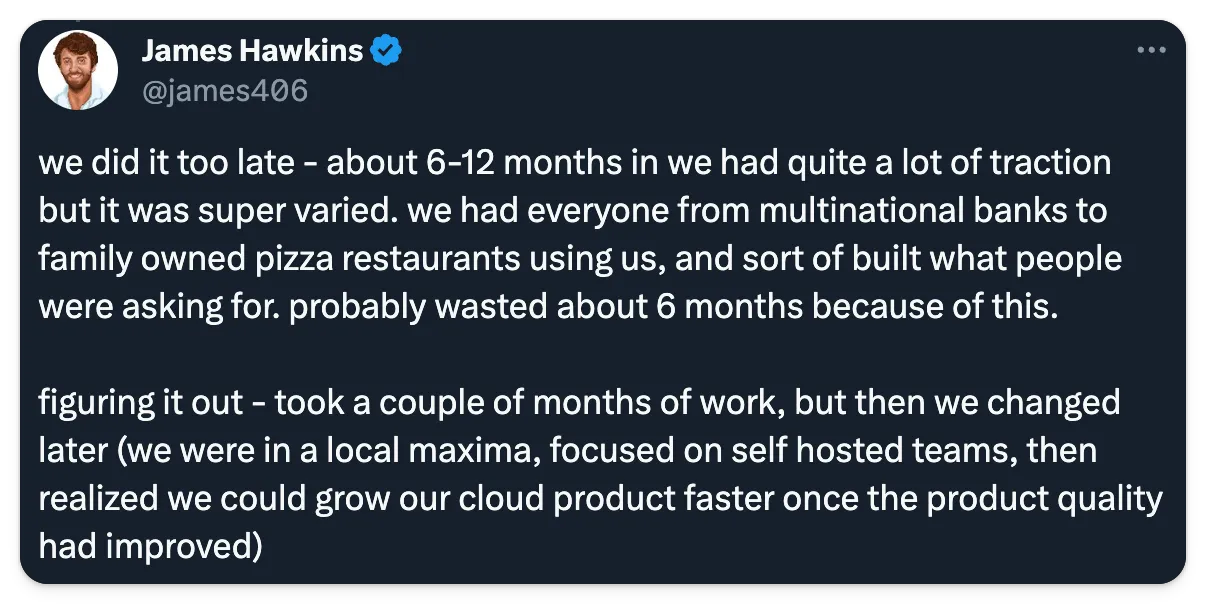 James Hawkins
@james406
we did it too late - about 6-12 months in we had quite a lot of traction
but it was super varied. we had everyone from multinational banks to
family owned pizza restaurants using us, and sort of built what people
were asking for. probably wasted about 6 months because of this.
figuring it out - took a couple of months of work, but then we changed
later (we were in a local maxima, focused on self hosted teams, then
realized we could grow our cloud product faster once the product quality
had improved)